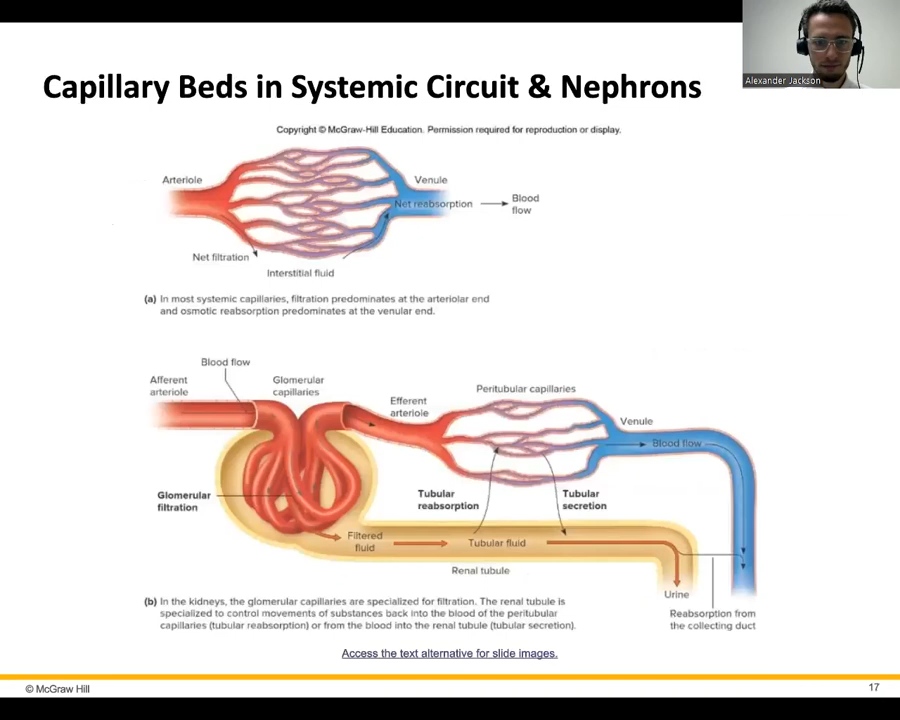 Alexander Jackson
Capillary Beds in Systemic Circuit & Nephrons
Copyright © McGraw-Hill Education. Permission required for reproduction or display.
Arteriole
Venule
Net reabsorption
Blood
flow
Net filtration
Interstitial fluid
(a) In most systemic capillaries, filtration predominates at the arteriolar end
and osmotic reabsorption predominates at the venular end.
Blood flow
Afferent
arteriole
Glomerular
capillaries
Efferent
arteriole
Peritubular capillaries
Venule
Blood flow
Glomerular
filtration
Tubular
reabsorption
Tubular
secretion
Filtered
fluid
Tubular fluid
Renal tubule
Urine
Reabsorption from
the collecting duct
(b) In the kidneys, the glomerular capillaries are specialized for filtration. The renal tubule is
specialized to control movements of substances back into the blood of the peritubular
capillaries (tubular reabsorption) or from the blood into the renal tubule (tubular secretion).
Access the text alternative for slide images.
© McGraw Hill
17